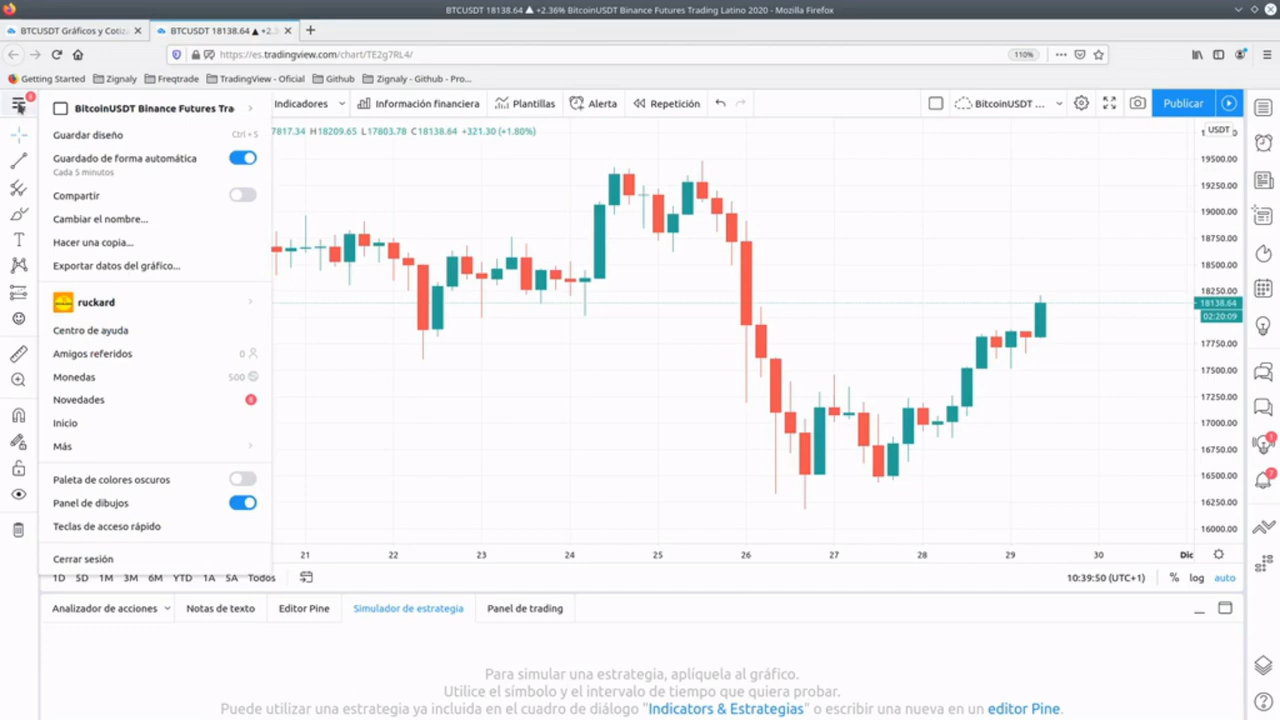 BTCUSDT 18138.64 ▲ +2.36% BitcoinUSDT Binance Futures Trading Latino 2020 - Mozilla Firefox
BTCUSDT Gráficos y Cotiz
BTCUSDT 18138.64 ▲ +2.3
https://es.tradingview.com/chart/TE2g7RL4/
110%
Getting Started
Zignaly
Freqtrade
TradingView - Oficial
Github
Zignaly - Github - Pro...
BitcoinUSDT Binance Futures Tra
Indicadores
Información financiera
Plantillas
Alerta
Repetición
BitcoinUSDT ...
Publicar
Guardar diseño
Ctrl + S
Guardado de forma automática
Cada 5 minutos
Compartir
Cambiar el nombre...
Hacer una copia...
Exportar datos del gráfico...
ruckard
Centro de ayuda
Amigos referidos
0
Monedas
500
Novedades
8
Inicio
Más
Paleta de colores oscuros
Panel de dibujos
Teclas de acceso rápido
Cerrar sesión
7817.34 H18209.65 L17803.78 C18138.64 +321.30 (+1.80%)
USDT
19500.00
19250.00
19000.00
18750.00
18500.00
18250.00
18138.64
02:20:09
17750.00
17500.00
17250.00
17000.00
16750.00
16500.00
16250.00
16000.00
21 22 23 24 25 26 27 28 29 30 Dic
1D 5D 1M 3M 6M YTD 1A 5A Todos
10:39:50 (UTC+1)
% log auto
Analizador de acciones
Notas de texto
Editor Pine
Simulador de estrategia
Panel de trading
Para simular una estrategia, aplíquela al gráfico.
Utilice el símbolo y el intervalo de tiempo que quiera probar.
Puede utilizar una estrategia ya incluida en el cuadro de diálogo "Indicators & Estrategias" o escribir una nueva en un editor Pine.